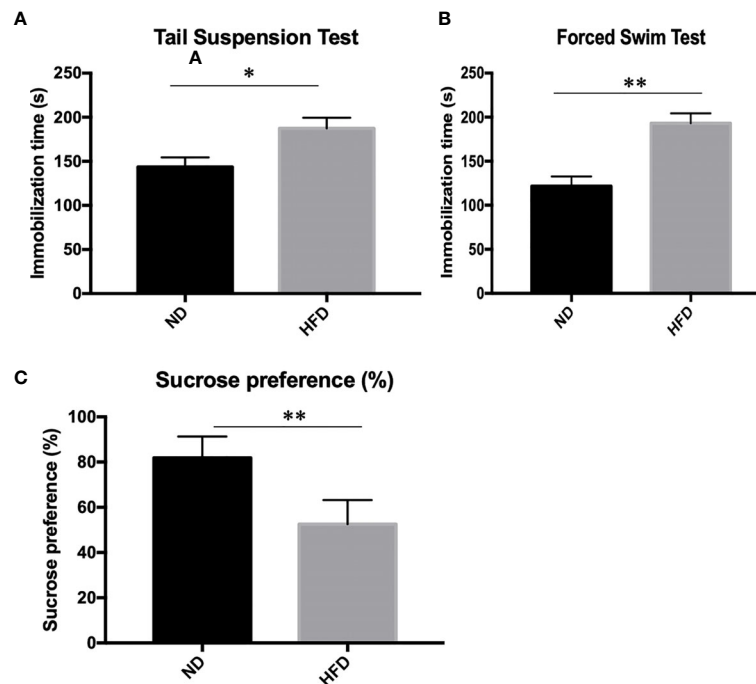 A
Tail Suspension Test
A
*
250
200
150
100
50
0
Immobilization time (s)
ND
HFD
B
Forced Swim Test
**
250
200
150
100
50
0
Immobilization time (s)
ND
HFD
C
Sucrose preference (%)
**
100
80
60
40
20
0
Sucrose preference (%)
ND
HFD